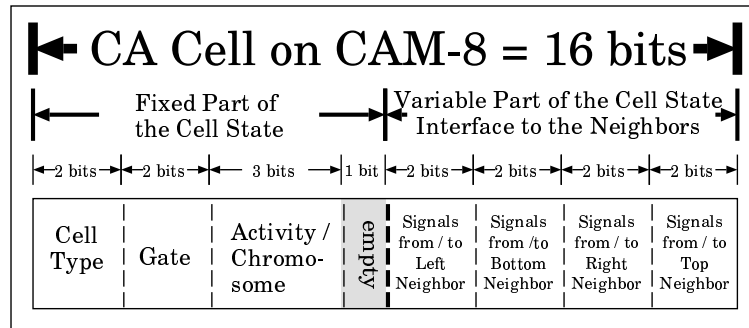 CA Cell on CAM-8 = 16 bits
Fixed Part of
the Cell State
Variable Part of the Cell State
Interface to the Neighbors
2 bits
2 bits
3 bits
1 bit
2 bits
2 bits
2 bits
2 bits
Cell
Type
Gate
Activity /
Chromo-
some
empty
Signals
from / to
Left
Neighbor
Signals
from /to
Bottom
Neighbor
Signals
from / to
Right
Neighbor
Signals
from / to
Top
Neighbor